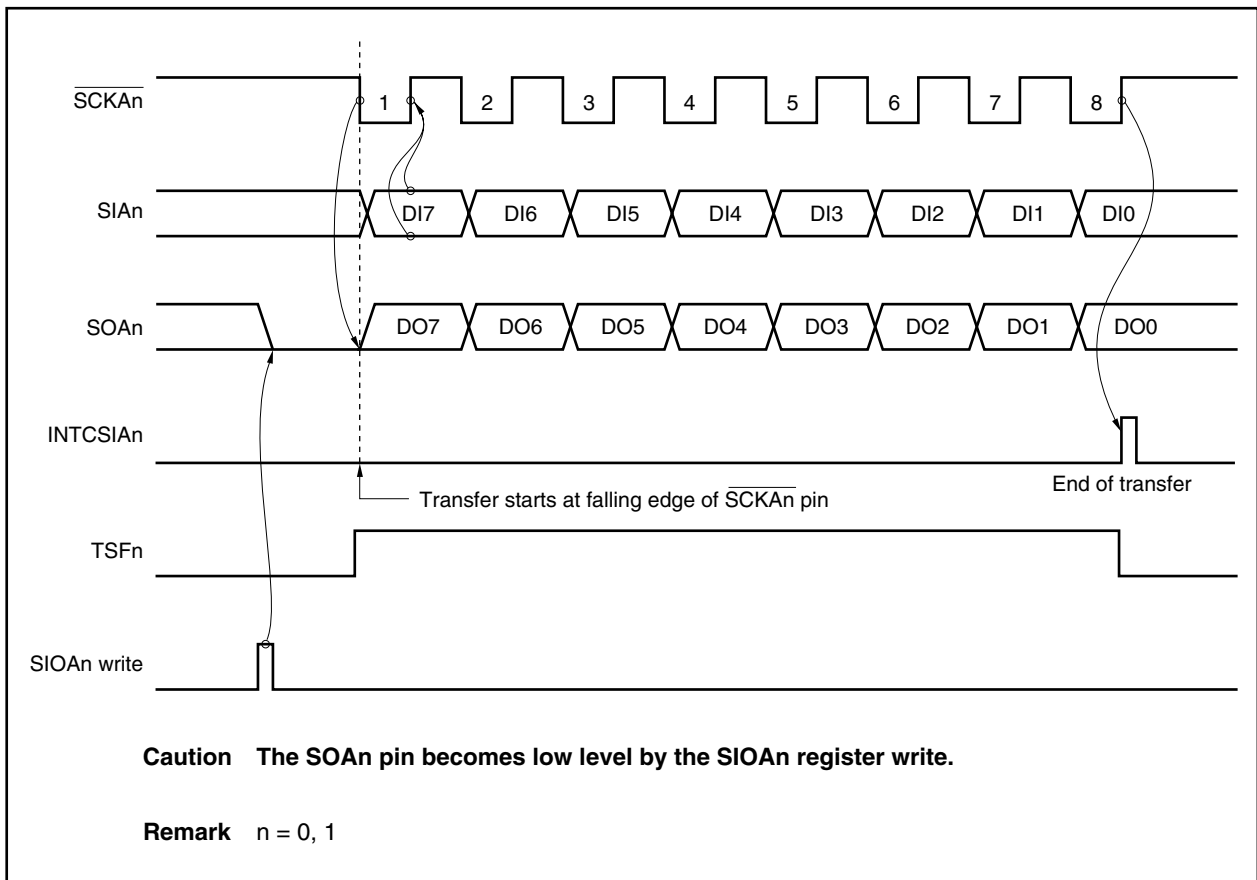 SCKAn
1 2 3 4 5 6 7 8
SIAn
DI7 DI6 DI5 DI4 DI3 DI2 DI1 DI0
SOAn
DO7 DO6 DO5 DO4 DO3 DO2 DO1 DO0
INTCSIAn
End of transfer
Transfer starts at falling edge of SCKAn pin
TSFn
SIOAn write
Caution The SOAn pin becomes low level by the SIOAn register write.
Remark n = 0, 1